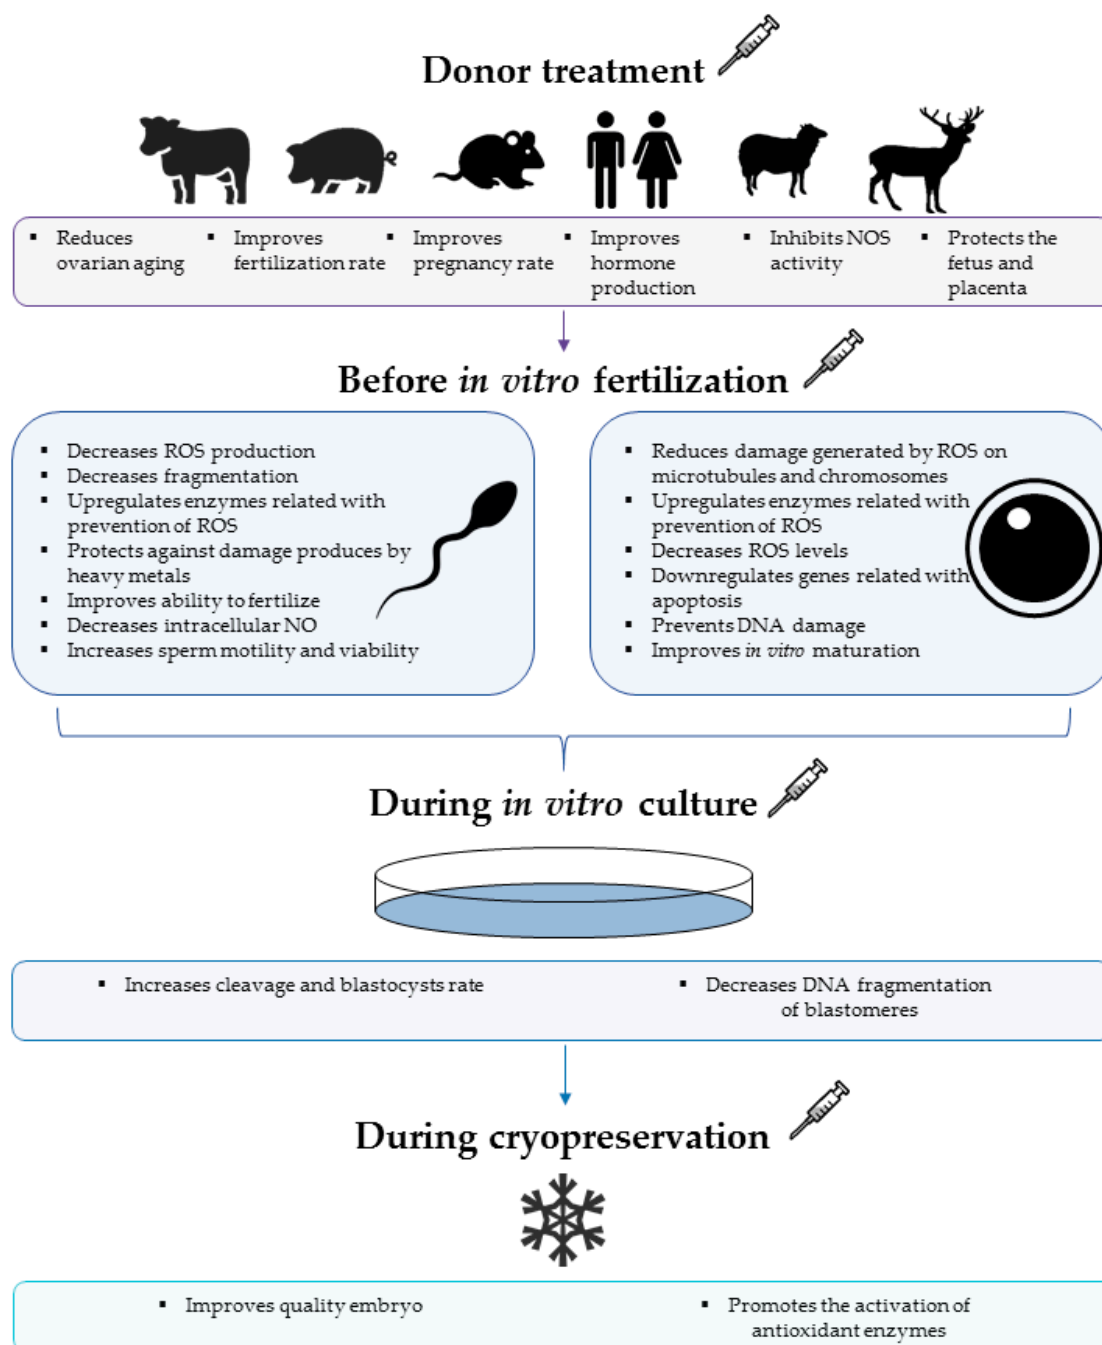 Donor treatment
▪ Reduces
ovarian aging
▪ Improves
fertilization rate
▪ Improves
pregnancy rate
▪ Improves
hormone
production
▪ Inhibits NOS
activity
▪ Protects the
fetus and
placenta
Before in vitro fertilization
▪ Decreases ROS production
▪ Decreases fragmentation
▪ Upregulates enzymes related with
prevention of ROS
▪ Protects against damage produces by
heavy metals
▪ Improves ability to fertilize
▪ Decreases intracellular NO
▪ Increases sperm motility and viability
▪ Reduces damage generated by ROS on
microtubules and chromosomes
▪ Upregulates enzymes related with
prevention of ROS
▪ Decreases ROS levels
▪ Downregulates genes related with
apoptosis
▪ Prevents DNA damage
▪ Improves in vitro maturation
During in vitro culture
▪ Increases cleavage and blastocysts rate
▪ Decreases DNA fragmentation
of blastomeres
During cryopreservation
▪ Improves quality embryo
▪ Promotes the activation of
antioxidant enzymes